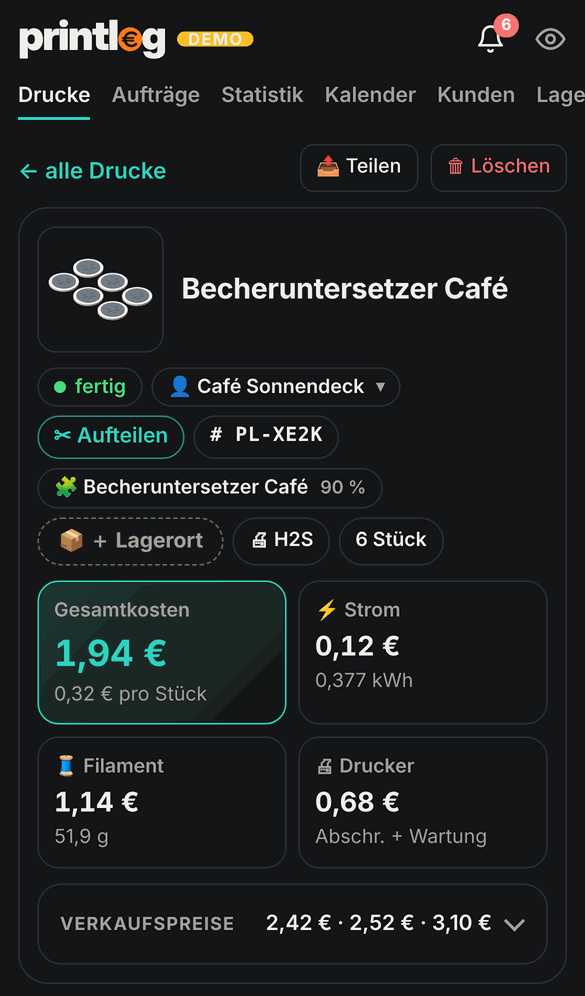 printlog DEMO 6
Drucke Aufträge Statistik Kalender Kunden Lage
← alle Drucke Teilen Löschen
Becheruntersetzer Café
fertig Café Sonnendeck ▾
Aufteilen # PL-XE2K
Becheruntersetzer Café 90 %
+ Lagerort H2S 6 Stück
Gesamtkosten
1,94 €
0,32 € pro Stück
Strom
0,12 €
0,377 kWh
Filament
1,14 €
51,9 g
Drucker
0,68 €
Abschr. + Wartung
VERKAUFSPREISE 2,42 € · 2,52 € · 3,10 €